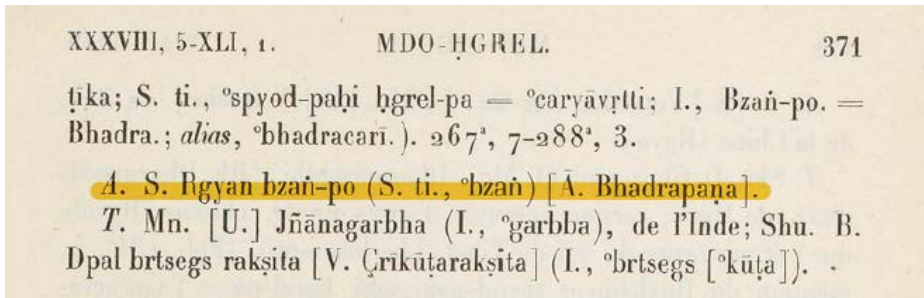 XXXVIII, 5-XLI, 1. MDO-ḤGREL. 371
ṭīka; S. ti., °spyod-paḥi ḥgrel-pa = °caryāvṛtti; I., Bzaṅ-po. =
Bhadra.; alias, °bhadracarī.). 267ª, 7-288ª, 3.
A. S. Rgyan bzaṅ-po (S. ti., °bzaṅ) [Ā. Bhadrapaṇa].
T. Mn. [U.] Jñānagarbha (I., °garbba), de l'Inde; Shu. B.
Dpal brtsegs rakṣita [V. Çrīkūṭarakṣita] (I., °brtsegs [°kūṭa]).